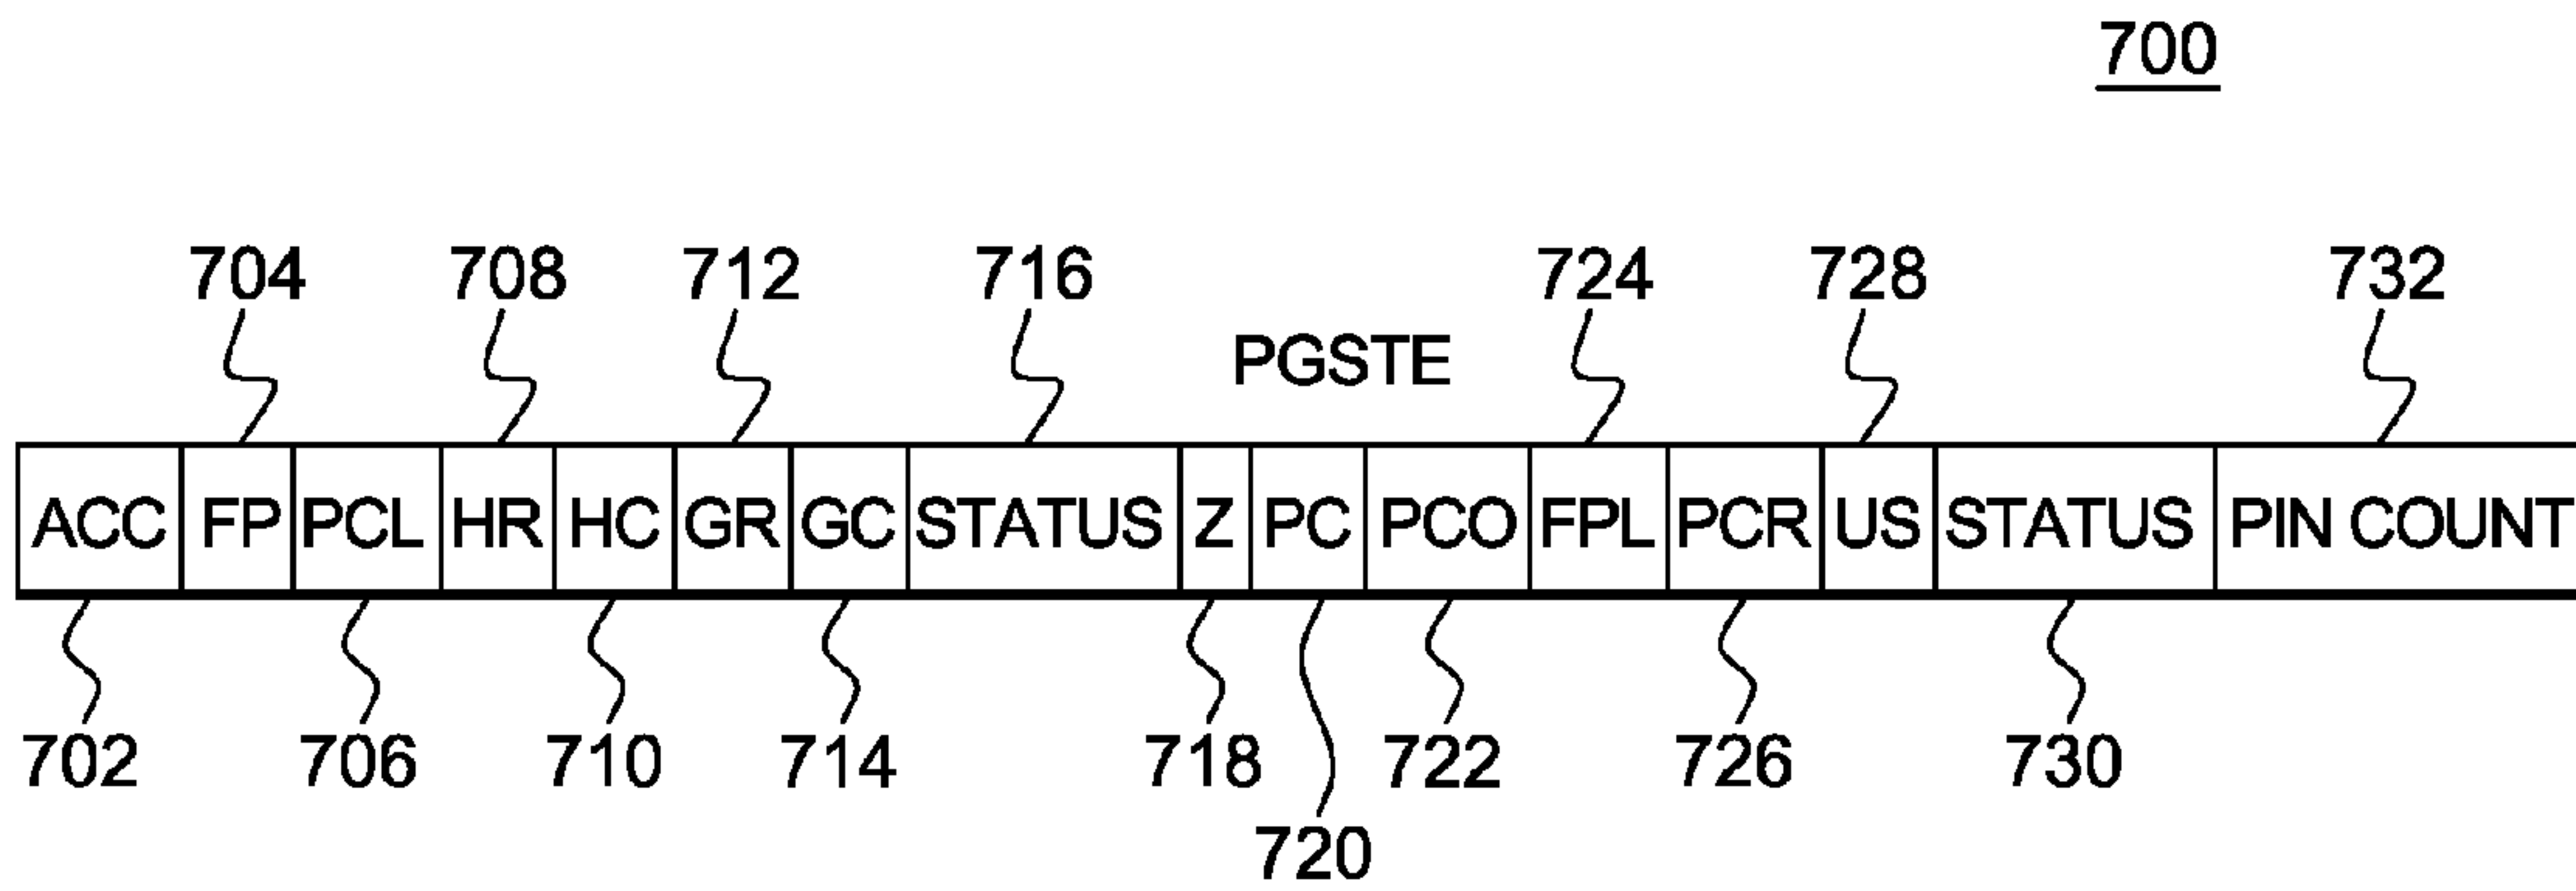 700
704 708 712 716 724 728 732
PGSTE
ACC FP PCL HR HC GR GC STATUS Z PC PCO FPL PCR US STATUS PIN COUNT
702 706 710 714 718 722 726 730
720